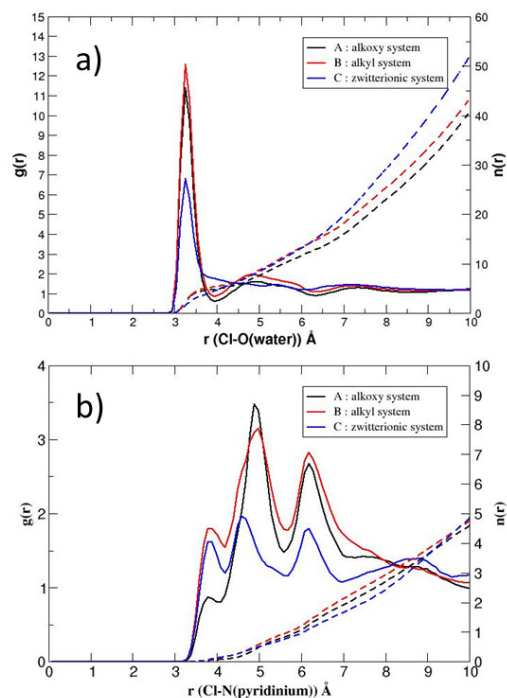 a)
A : alkoxy system
B : alkyl system
C : zwitterionic system
g(r)
n(r)
15
14
13
12
11
10
9
8
7
6
5
4
3
2
1
0
60
50
40
30
20
10
0
0 1 2 3 4 5 6 7 8 9 10
r (Cl-O(water)) Å
b)
A : alkoxy system
B : alkyl system
C : zwitterionic system
g(r)
n(r)
4
3
2
1
0
10
9
8
7
6
5
4
3
2
1
0
0 1 2 3 4 5 6 7 8 9 10
r (Cl-N(pyridinium)) Å